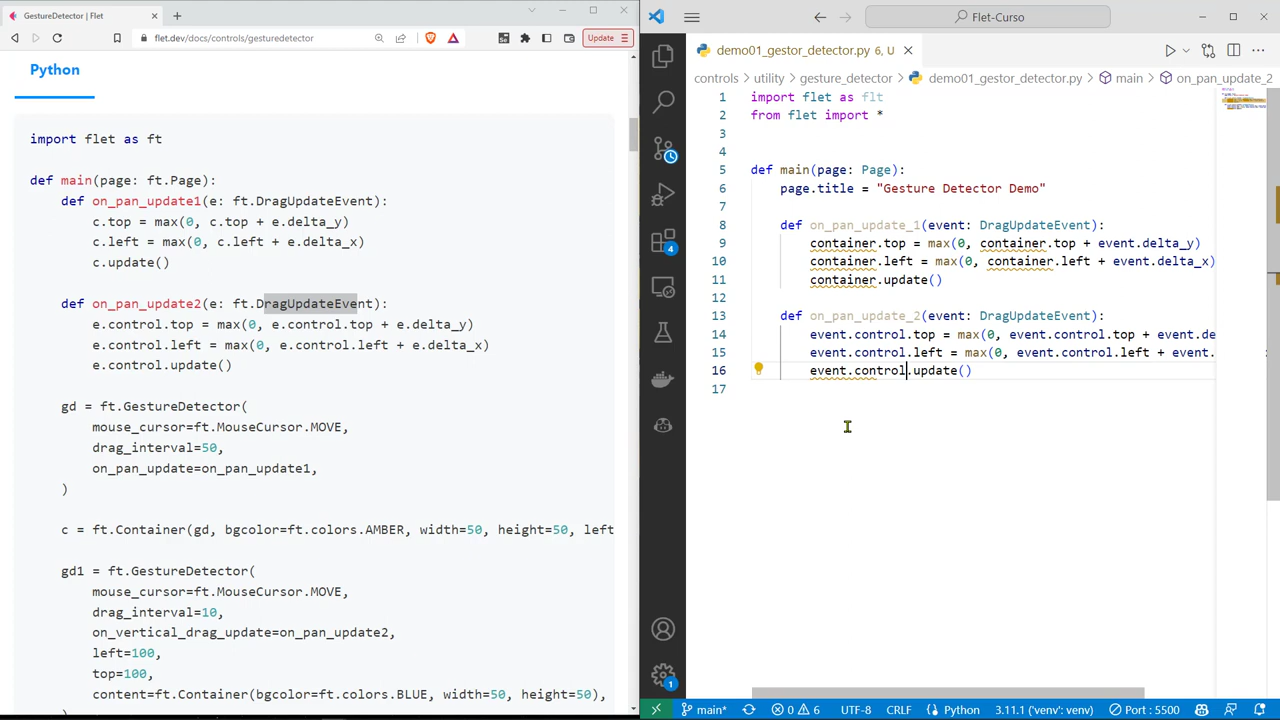 GestureDetector | Flet
flet.dev/docs/controls/gesturedetector
Update
Python
import flet as ft
def main(page: ft.Page):
def on_pan_update1(e: ft.DragUpdateEvent):
c.top = max(0, c.top + e.delta_y)
c.left = max(0, c.left + e.delta_x)
c.update()
def on_pan_update2(e: ft.DragUpdateEvent):
e.control.top = max(0, e.control.top + e.delta_y)
e.control.left = max(0, e.control.left + e.delta_x)
e.control.update()
gd = ft.GestureDetector(
mouse_cursor=ft.MouseCursor.MOVE,
drag_interval=50,
on_pan_update=on_pan_update1,
)
c = ft.Container(gd, bgcolor=ft.colors.AMBER, width=50, height=50, left
gd1 = ft.GestureDetector(
mouse_cursor=ft.MouseCursor.MOVE,
drag_interval=10,
on_vertical_drag_update=on_pan_update2,
left=100,
top=100,
content=ft.Container(bgcolor=ft.colors.BLUE, width=50, height=50),
)
Flet-Curso
demo01_gestor_detector.py 6, U
controls > utility > gesture_detector > demo01_gestor_detector.py > main > on_pan_update_2
1 import flet as flt
2 from flet import *
3
4
5 def main(page: Page):
6 page.title = "Gesture Detector Demo"
7
8 def on_pan_update_1(event: DragUpdateEvent):
9 container.top = max(0, container.top + event.delta_y)
10 container.left = max(0, container.left + event.delta_x)
11 container.update()
12
13 def on_pan_update_2(event: DragUpdateEvent):
14 event.control.top = max(0, event.control.top + event.de
15 event.control.left = max(0, event.control.left + event.
16 event.control.update()
17
4
1
main* 0 6 UTF-8 CRLF Python 3.11.1 ('venv': venv) Port : 5500